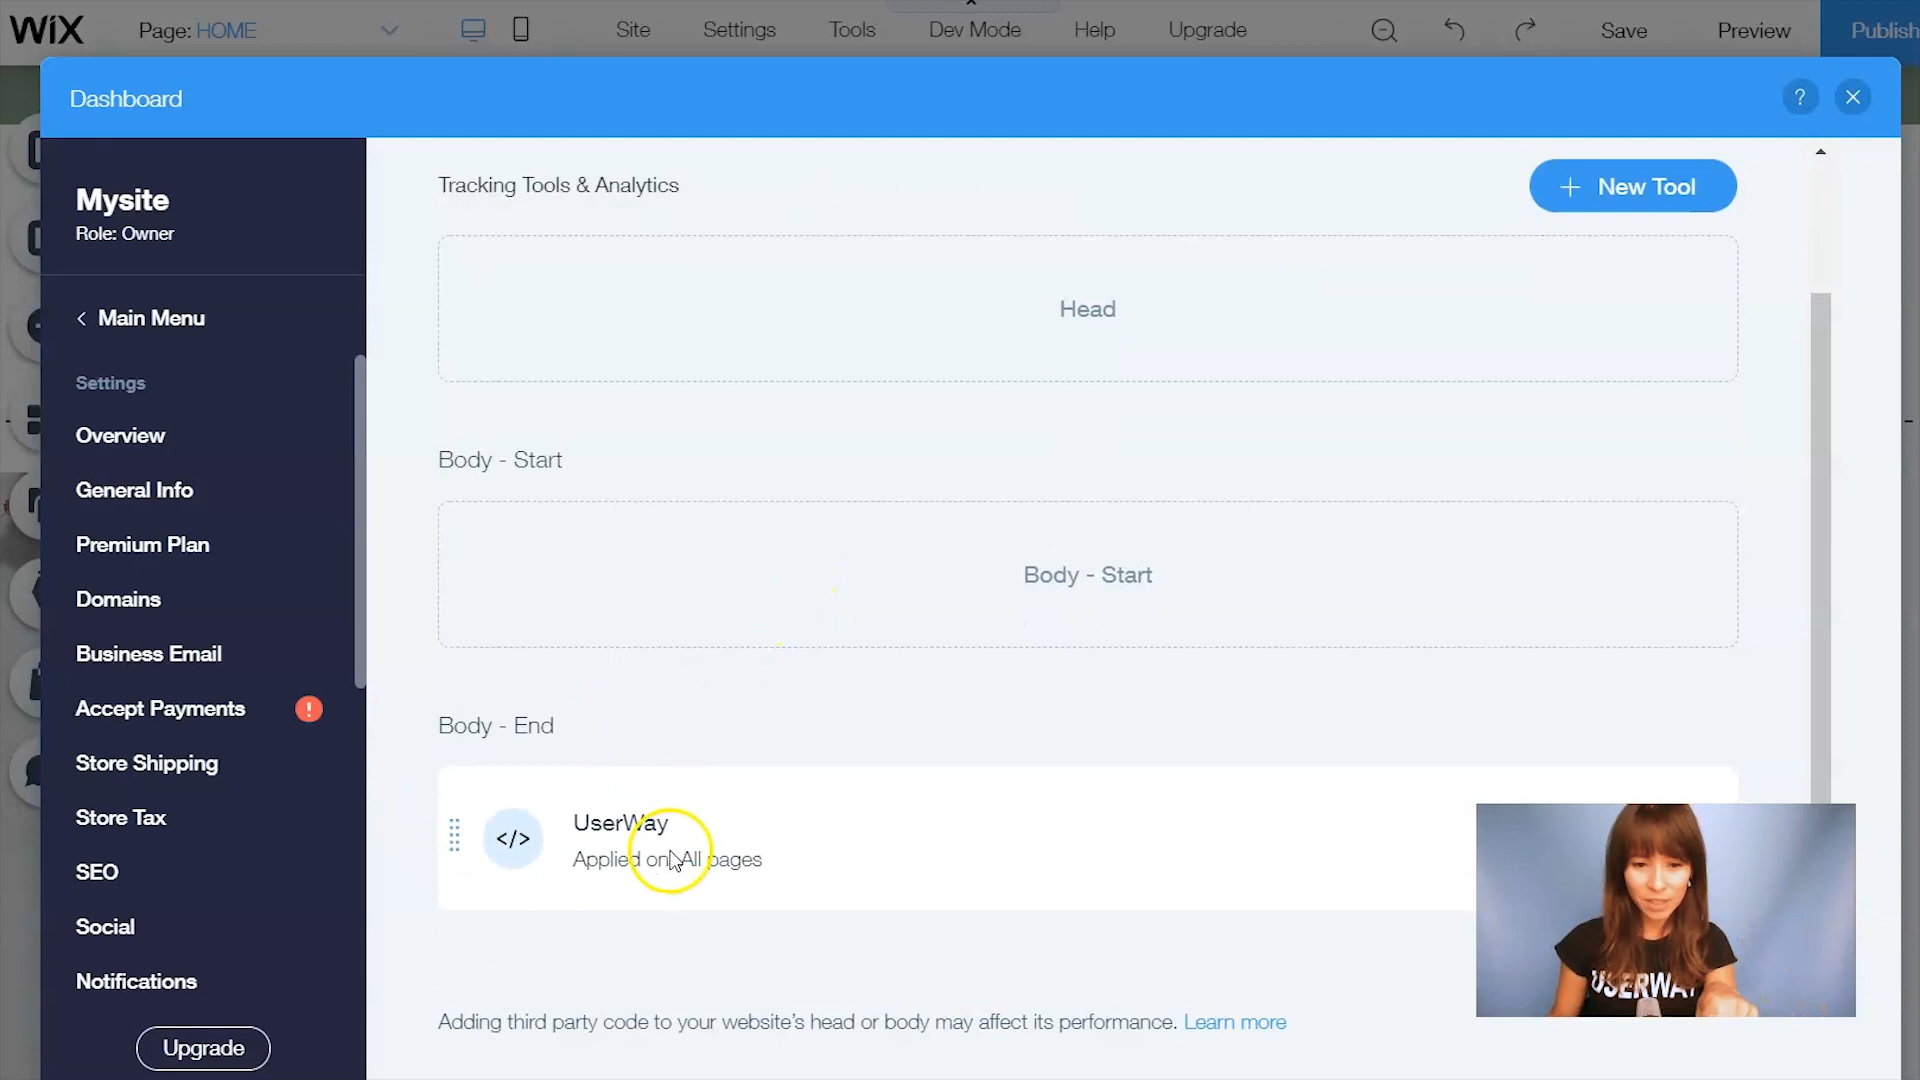 WiX
Page: HOME
Site
Settings
Tools
Dev Mode
Help
Upgrade
Save
Preview
Publish
Dashboard
?
Mysite
Role: Owner
Main Menu
Settings
Overview
General Info
Premium Plan
Domains
Business Email
Accept Payments
!
Store Shipping
Store Tax
SEO
Social
Notifications
Upgrade
Tracking Tools & Analytics
+ New Tool
Head
Body - Start
Body - Start
Body - End
</>
UserWay
Applied on All pages
Adding third party code to your website's head or body may affect its performance. Learn more
USERWAY